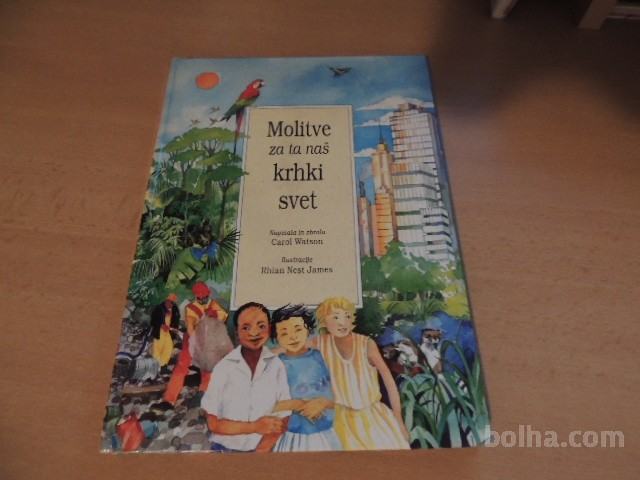 Molitve
za ta naš
krhki
svet
Napisala in zbrala
Carol Watson
Ilustracije
Rhian Nest James
bolha.com